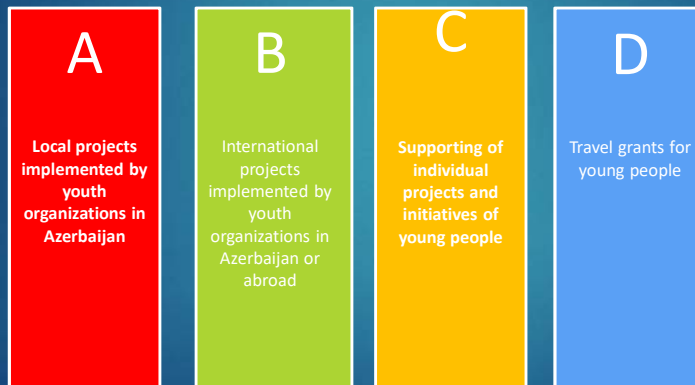 A
Local projects
implemented by
youth
organizations in
Azerbaijan
B
International
projects
implemented by
youth
organizations in
Azerbaijan or
abroad
C
Supporting of
individual
projects and
initiatives of
young people
D
Travel grants for
young people